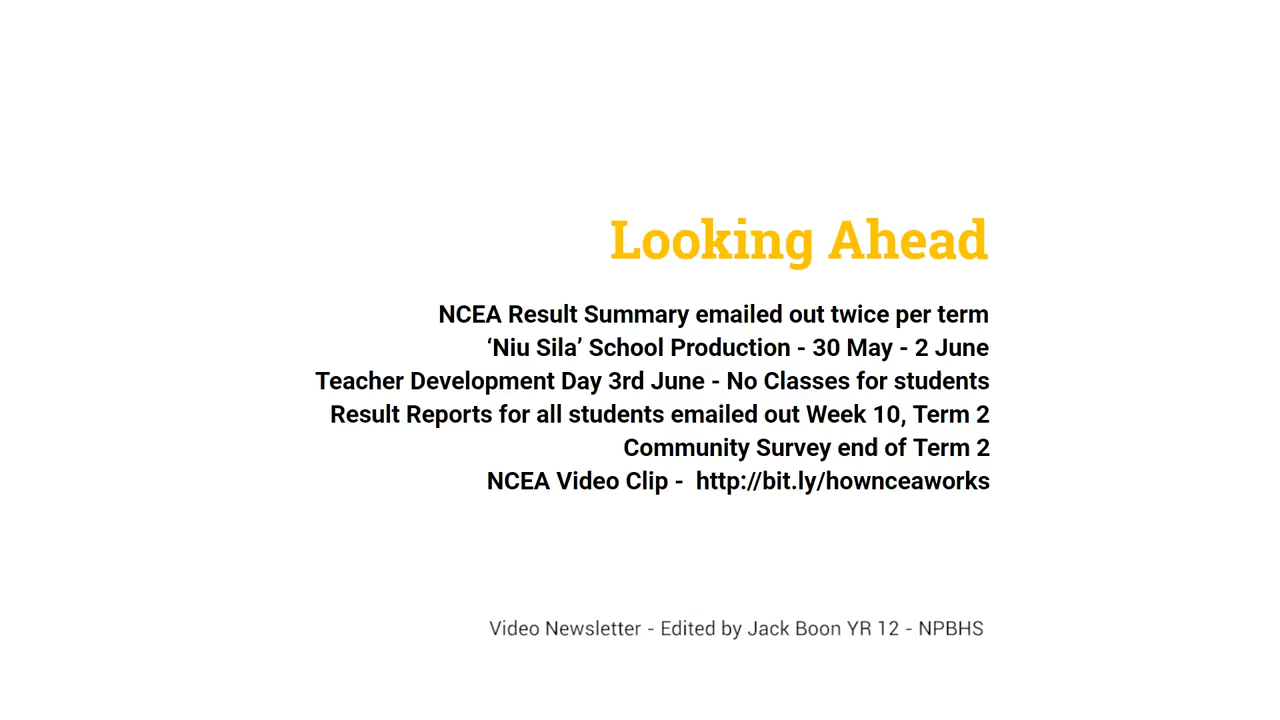 Looking Ahead
NCEA Result Summary emailed out twice per term
‘Niu Sila’ School Production - 30 May - 2 June
Teacher Development Day 3rd June - No Classes for students
Result Reports for all students emailed out Week 10, Term 2
Community Survey end of Term 2
NCEA Video Clip -  http://bit.ly/hownceaworks
Video Newsletter - Edited by Jack Boon YR 12 - NPBHS